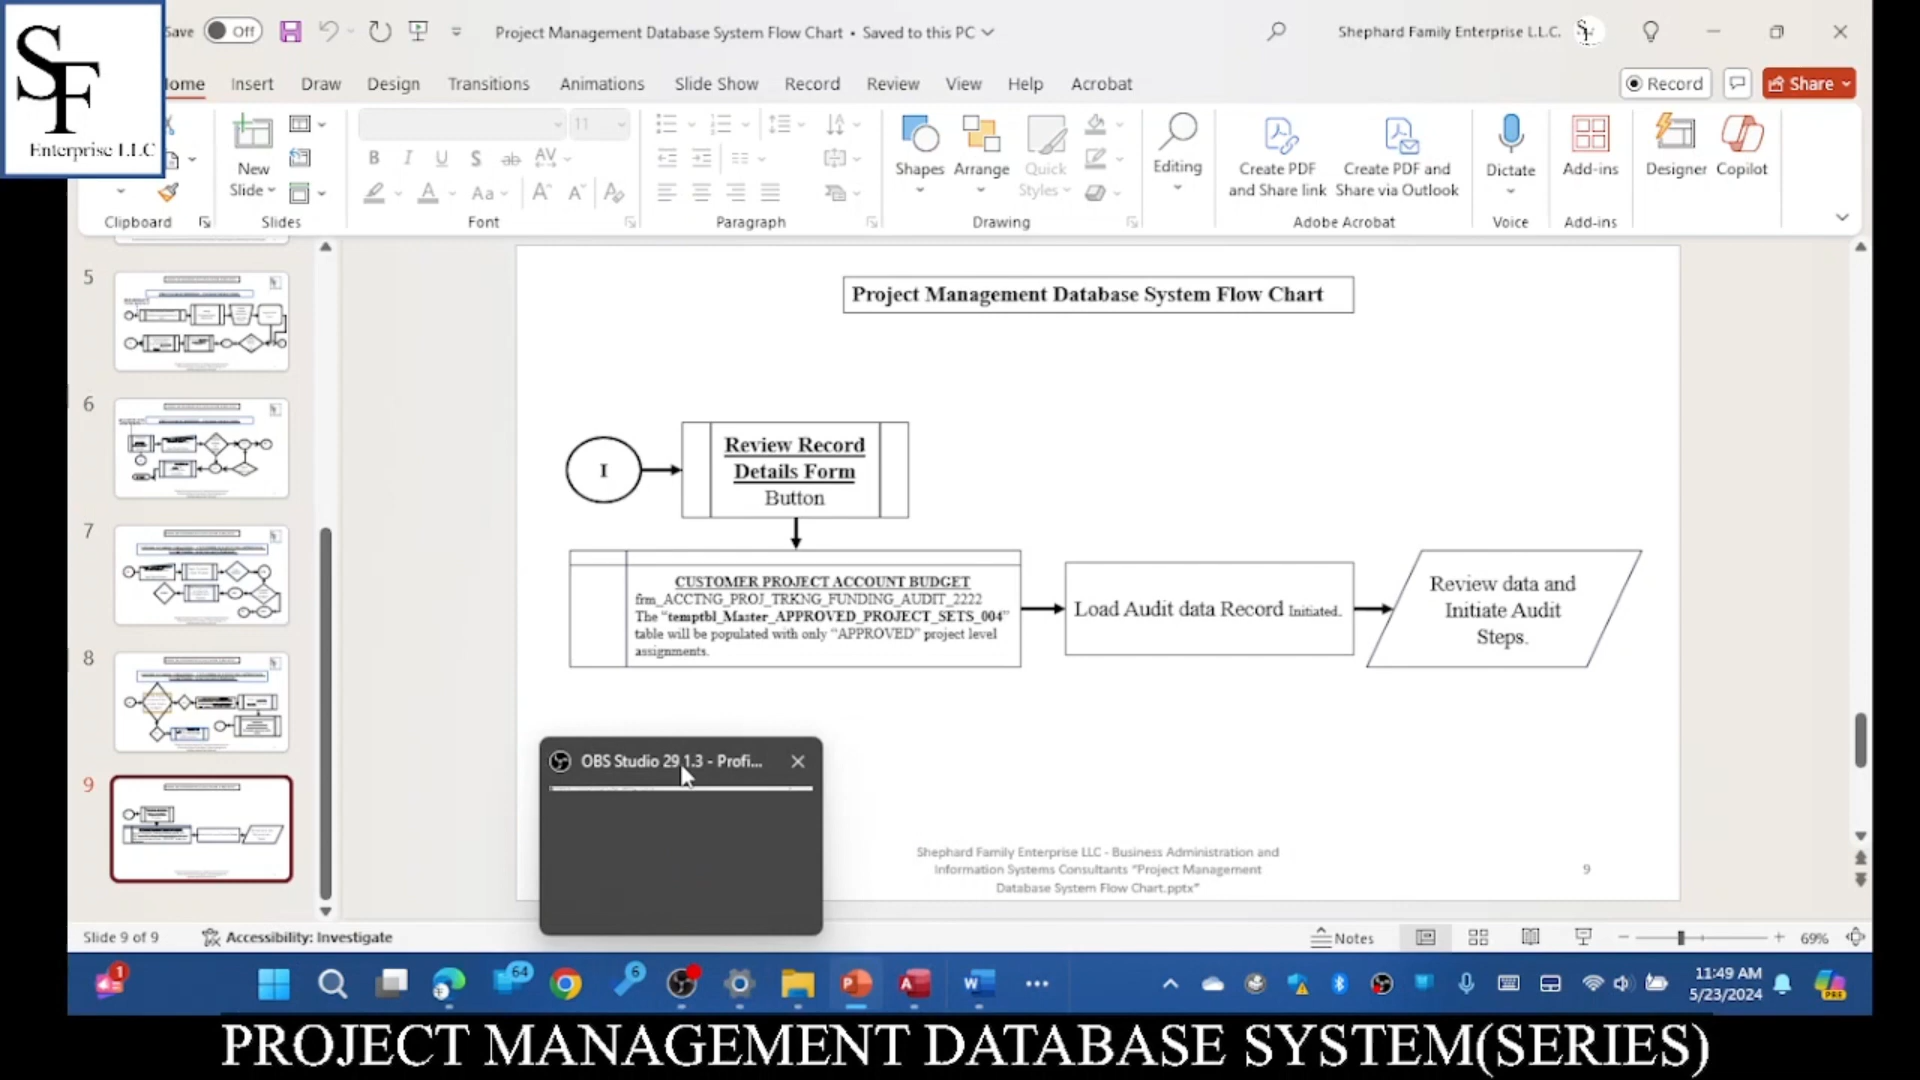 SF
Enterprise LLC
Save
Off
Project Management Database System Flow Chart • Saved to this PC
Shephard Family Enterprise L.L.C.
Home
Insert
Draw
Design
Transitions
Animations
Slide Show
Record
Review
View
Help
Acrobat
Record
Share
New
Slide
11
B
I
U
S
ab
AV
A
Aa
A
A
A
Shapes
Arrange
Quick
Styles
Editing
Create PDF
and Share link
Create PDF and
Share via Outlook
Dictate
Add-ins
Designer
Copilot
Clipboard
Slides
Font
Paragraph
Drawing
Adobe Acrobat
Voice
Add-ins
5
6
7
8
9
Project Management Database System Flow Chart
I
Review Record
Details Form
Button
CUSTOMER PROJECT ACCOUNT BUDGET
frm_ACCTNG_PROJ_TRKNG_FUNDING_AUDIT_2222
The “temptbl_Master_APPROVED_PROJECT_SETS_004”
table will be populated with only “APPROVED” project level
assignments.
Load Audit data Record Initiated.
Review data and
Initiate Audit
Steps.
OBS Studio 29.1.3 - Profi...
Shephard Family Enterprise LLC - Business Administration and
Information Systems Consultants “Project Management
Database System Flow Chart.pptx”
9
Slide 9 of 9
Accessibility: Investigate
Notes
69%
1
64
6
P
A
W
11:49 AM
5/23/2024
PRE
PROJECT MANAGEMENT DATABASE SYSTEM(SERIES)